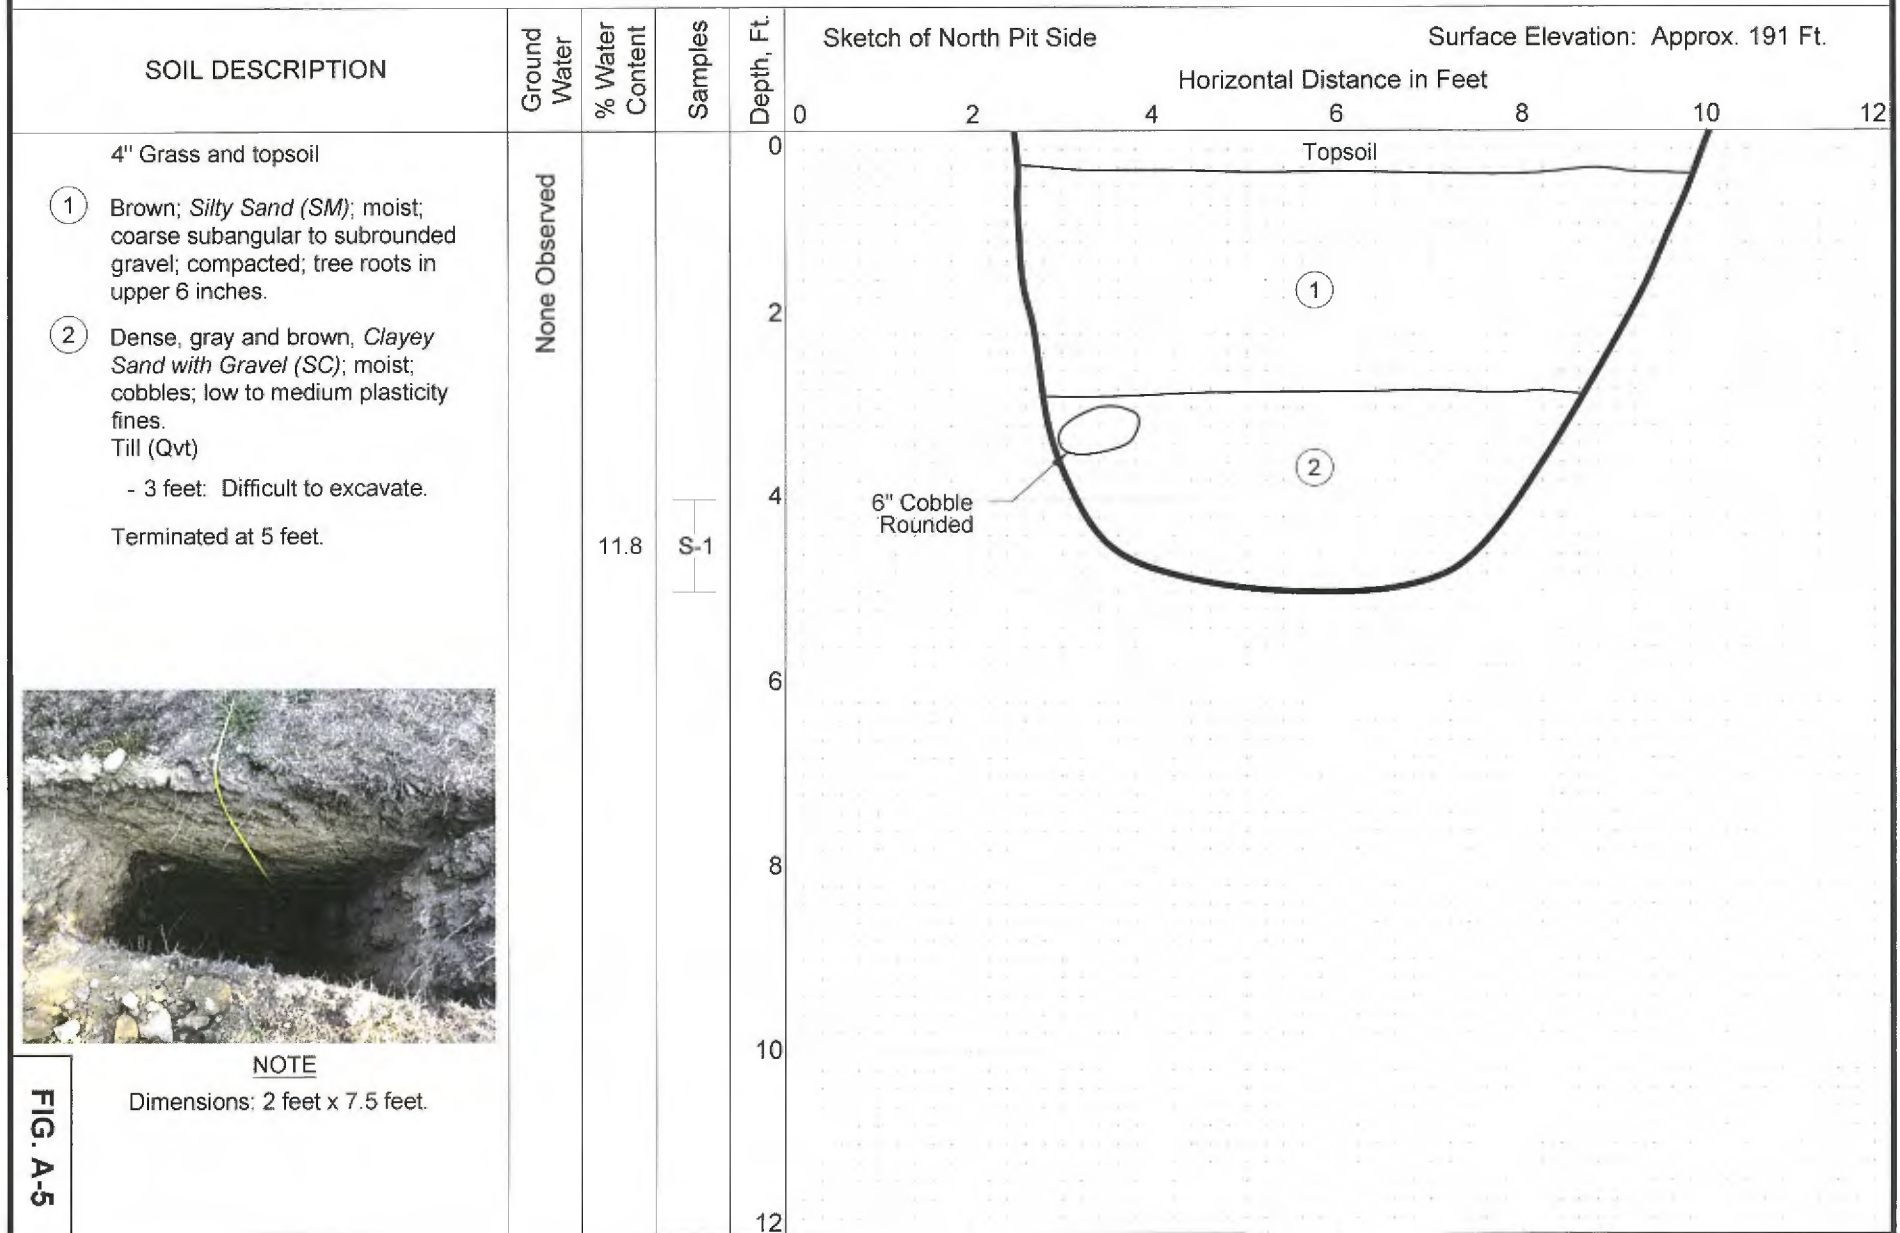 SOIL DESCRIPTION
Ground
Water
% Water
Content
Samples
Depth, Ft.
Sketch of North Pit Side
Surface Elevation: Approx. 191 Ft.
Horizontal Distance in Feet
0 2 4 6 8 10 12
4" Grass and topsoil
1 Brown; Silty Sand (SM); moist;
coarse subangular to subrounded
gravel; compacted; tree roots in
upper 6 inches.
2 Dense, gray and brown, Clayey
Sand with Gravel (SC); moist;
cobbles; low to medium plasticity
fines.
Till (Qvt)
- 3 feet: Difficult to excavate.
Terminated at 5 feet.
None Observed
11.8
S-1
0
2
4
6
8
10
12
Topsoil
1
2
6" Cobble
Rounded
NOTE
Dimensions: 2 feet x 7.5 feet.
FIG. A-5